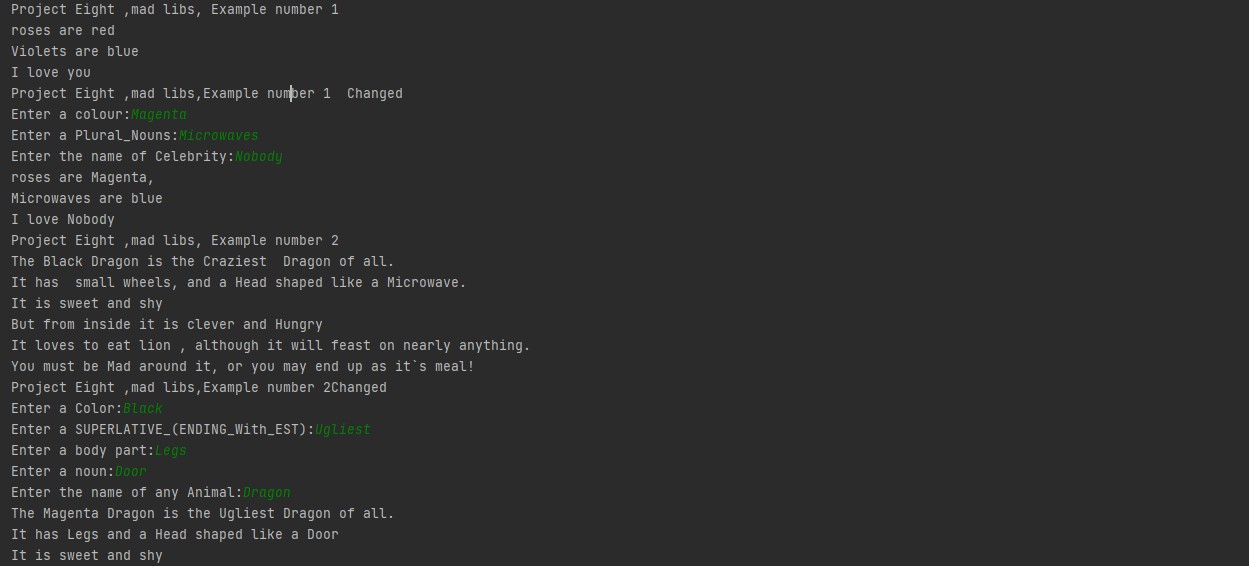 Project Eight ,mad libs, Example number 1
roses are red
Violets are blue
I love you
Project Eight ,mad libs,Example number 1  Changed
Enter a colour:Magenta
Enter a Plural_Nouns:Microwaves
Enter the name of Celebrity:Nobody
roses are Magenta,
Microwaves are blue
I love Nobody
Project Eight ,mad libs, Example number 2
The Black Dragon is the Craziest  Dragon of all.
It has  small wheels, and a Head shaped like a Microwave.
It is sweet and shy
But from inside it is clever and Hungry
It loves to eat lion , although it will feast on nearly anything.
You must be Mad around it, or you may end up as it`s meal!
Project Eight ,mad libs,Example number 2Changed
Enter a Color:Black
Enter a SUPERLATIVE_(ENDING_With_EST):Ugliest
Enter a body part:Legs
Enter a noun:Door
Enter the name of any Animal:Dragon
The Magenta Dragon is the Ugliest Dragon of all.
It has Legs and a Head shaped like a Door
It is sweet and shy